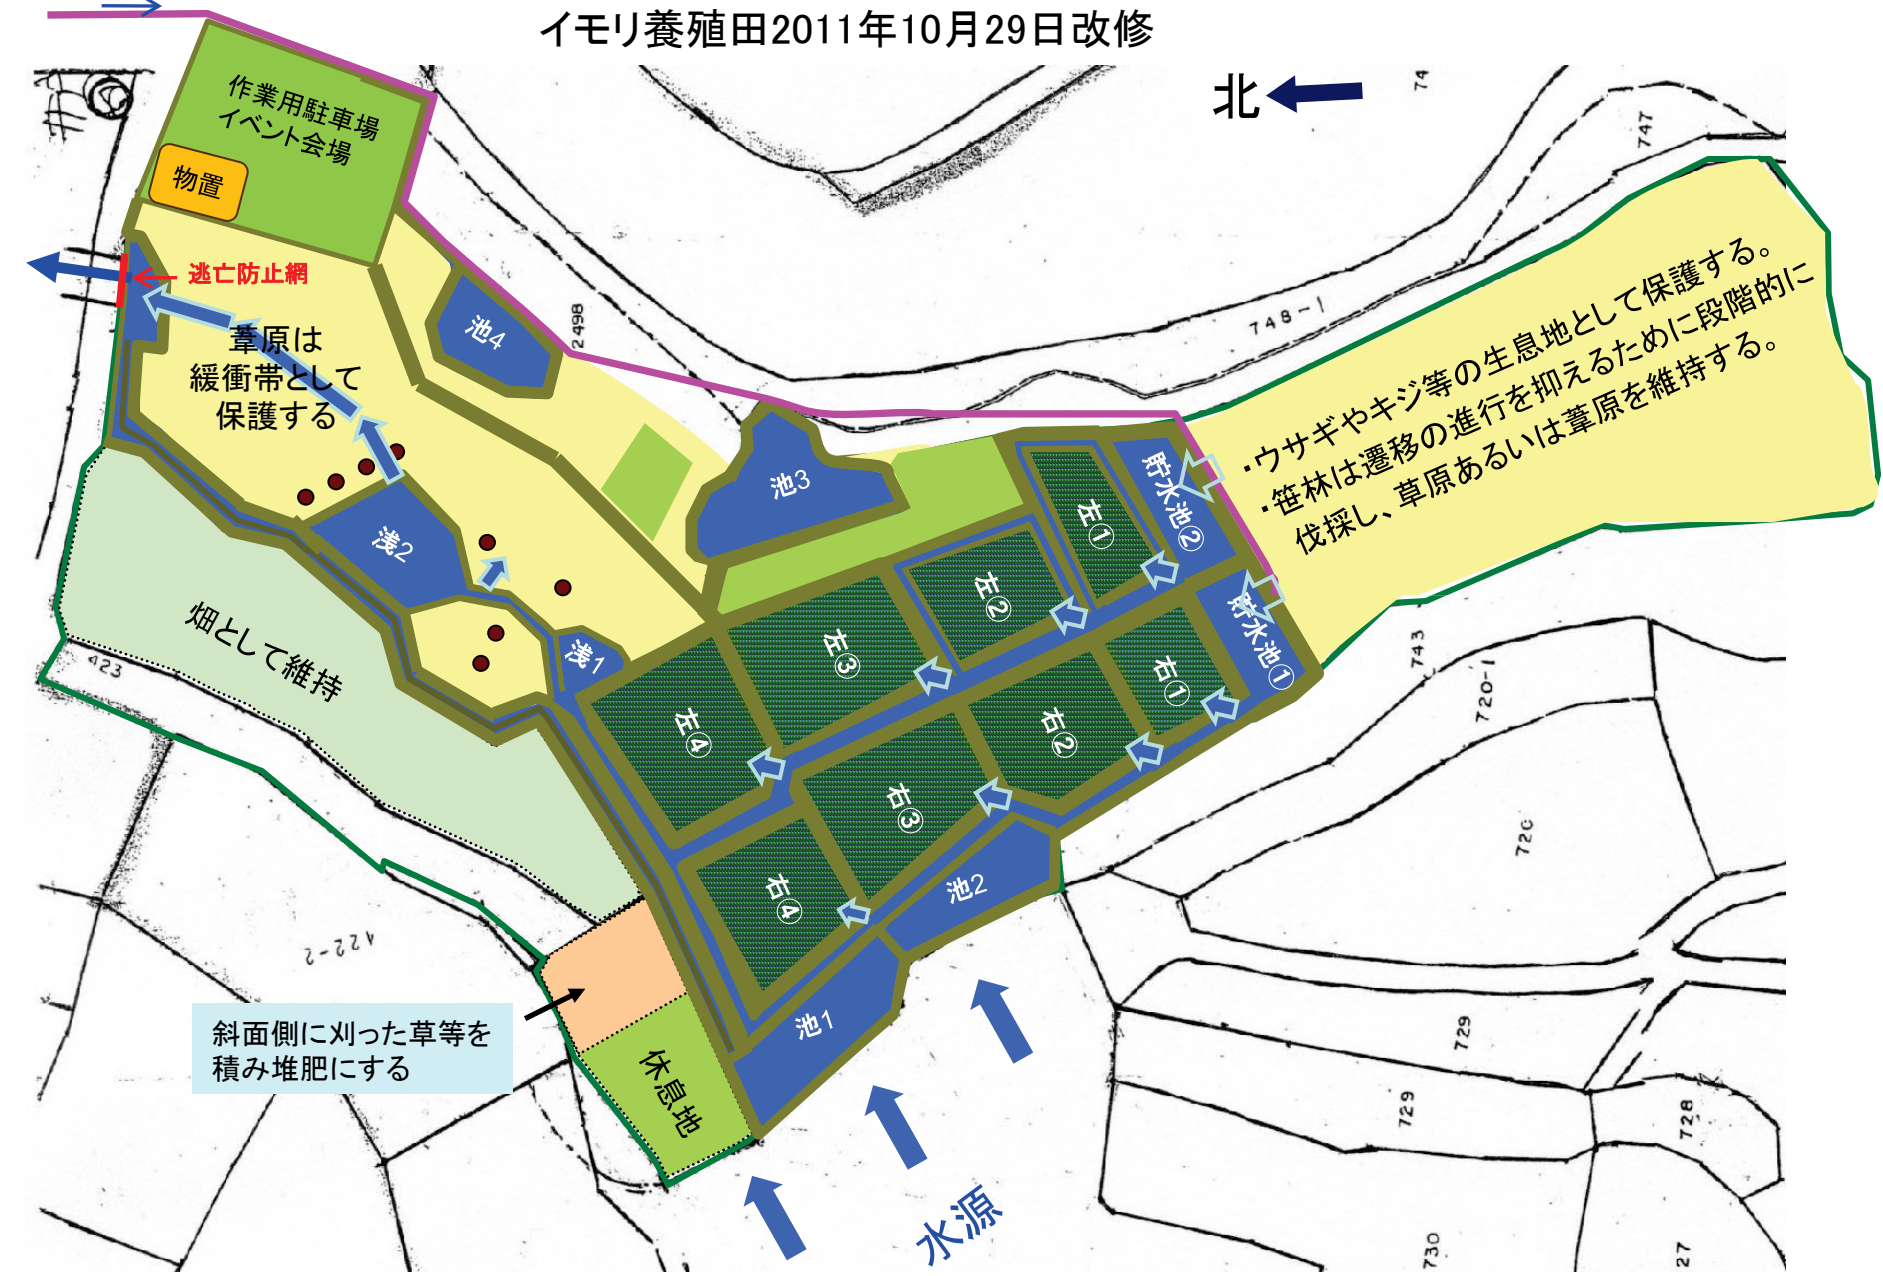 イモリ養殖田2011年10月29日改修
北
作業用駐車場
イベント会場
物置
逃亡防止網
葦原は
緩衝帯として
保護する
池4
池3
浅2
浅1
畑として維持
・ウサギやキジ等の生息地として保護する。
・笹林は遷移の進行を抑えるために段階的に
伐採し、草原あるいは葦原を維持する。
貯水池②
貯水池①
左①
左②
左③
左④
右①
右②
右③
右④
池2
池1
斜面側に刈った草等を
積み堆肥にする
休息地
水源
74
747
748-1
2498
423
422-2
743
720-1
720
729
729
728
730
27